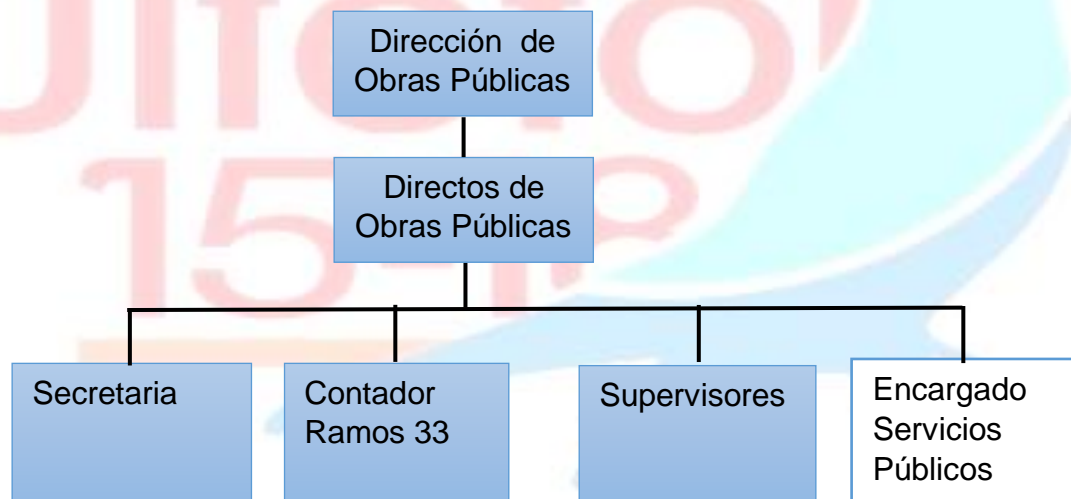 Dirección de
Obras Públicas
Directos de
Obras Públicas
Secretaria
Contador
Ramos 33
Supervisores
Encargado
Servicios
Públicos